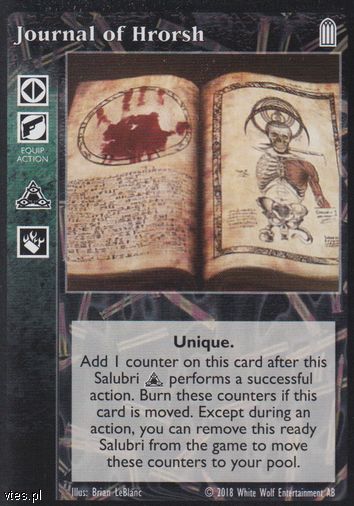 Journal of Hrorsh
EQUIP
ACTION
Unique.
Add 1 counter on this card after this
Salubri performs a successful
action. Burn these counters if this
card is moved. Except during an
action, you can remove this ready
Salubri from the game to move
these counters to your pool.
Illus: Brian LeBlanc
© 2018 White Wolf Entertainment AB
vtes.pl